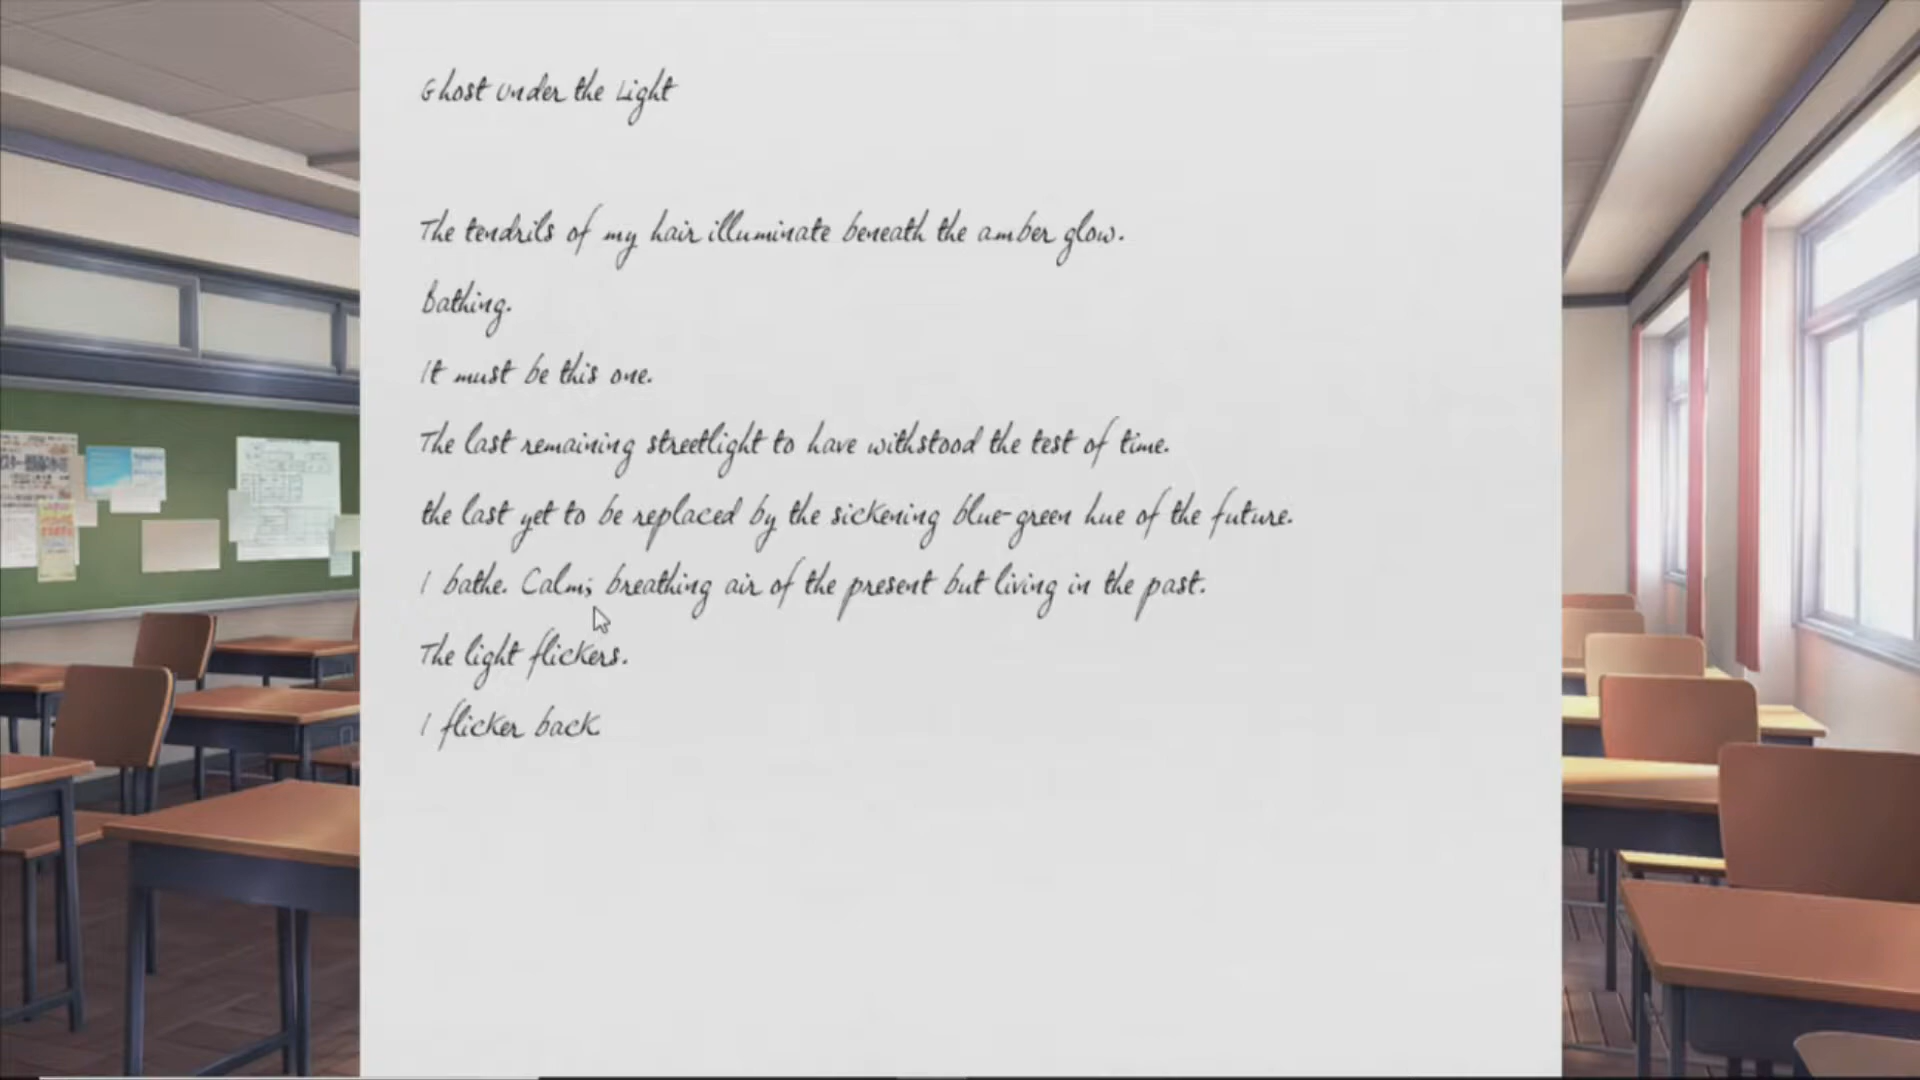 Ghost Under the Light
The tendrils of my hair illuminate beneath the amber glow.
Bathing.
It must be this one.
The last remaining streetlight to have withstood the test of time.
the last yet to be replaced by the sickening blue-green hue of the future.
I bathe. Calm; breathing air of the present but living in the past.
The light flickers.
I flicker back.